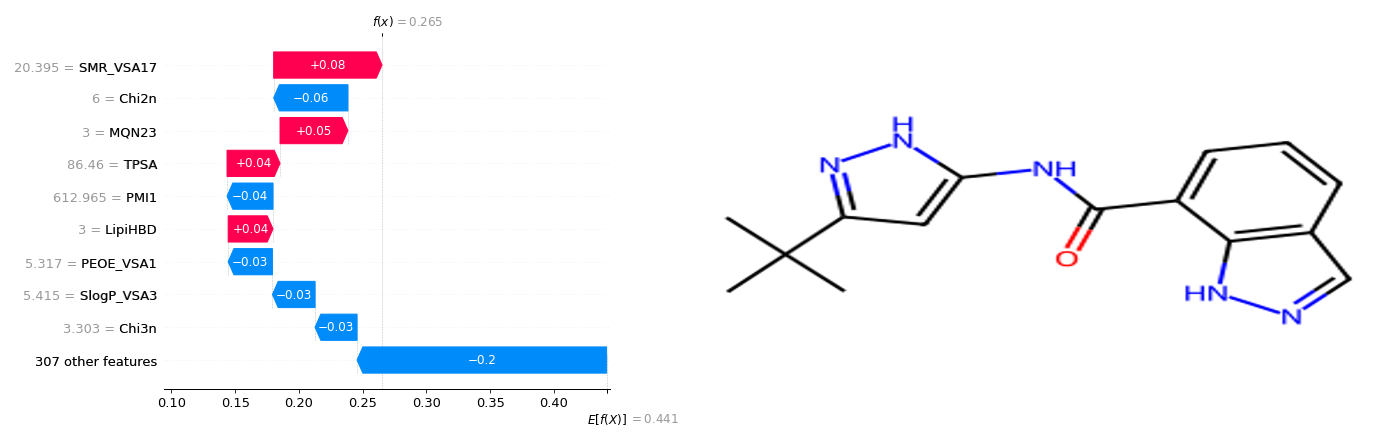 f(x) = 0.265
20.395 = SMR_VSA17
+0.08
6 = Chi2n
−0.06
3 = MQN23
+0.05
86.46 = TPSA
+0.04
612.965 = PMI1
−0.04
3 = LipiHBD
+0.04
5.317 = PEOE_VSA1
−0.03
5.415 = SlogP_VSA3
−0.03
3.303 = Chi3n
−0.03
307 other features
−0.2
0.10 0.15 0.20 0.25 0.30 0.35 0.40
E[f(X)] = 0.441
H
N
N
NH
O
HN
N